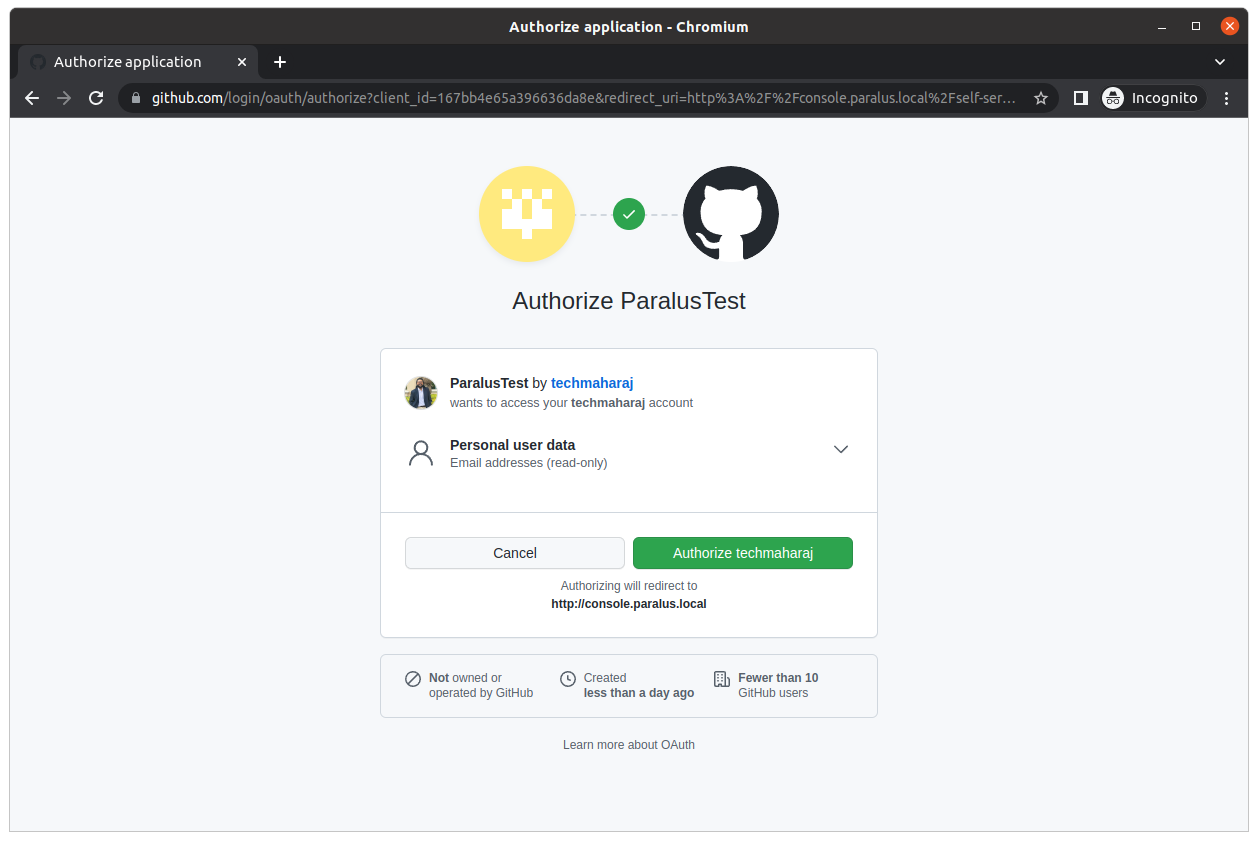 Authorize application - Chromium
Authorize application
github.com/login/oauth/authorize?client_id=167bb4e65a396636da8e&redirect_uri=http%3A%2F%2Fconsole.paralus.local%2Fself-ser...
Incognito
Authorize ParalusTest
ParalusTest by techmaharaj
wants to access your techmaharaj account
Personal user data
Email addresses (read-only)
Cancel
Authorize techmaharaj
Authorizing will redirect to
http://console.paralus.local
Not owned or
operated by GitHub
Created
less than a day ago
Fewer than 10
GitHub users
Learn more about OAuth